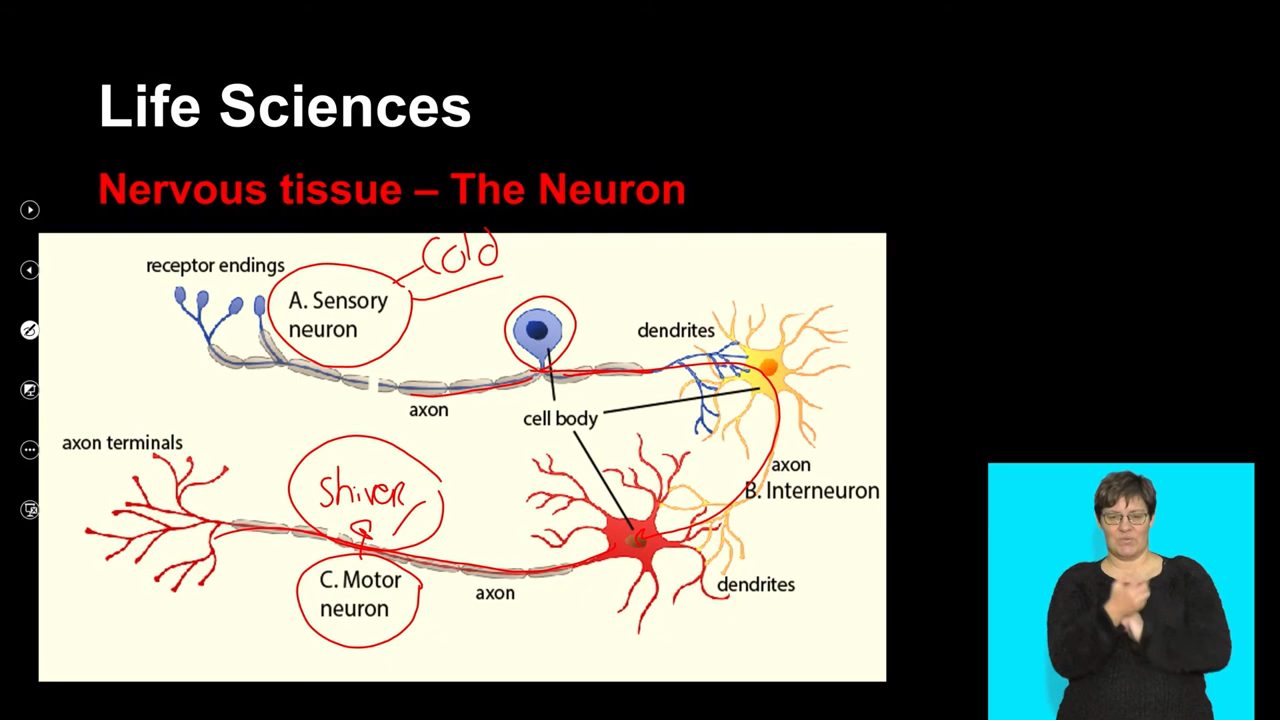 Life Sciences
Nervous tissue – The Neuron
receptor endings
Cold
A. Sensory
neuron
dendrites
axon
cell body
axon terminals
axon
B. Interneuron
shiver
C. Motor
neuron
axon
dendrites